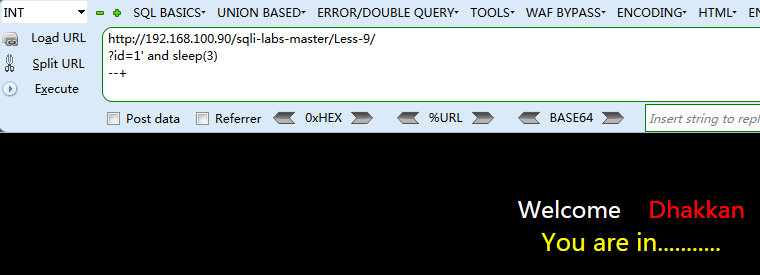 INT SQL BASICS UNION BASED ERROR/DOUBLE QUERY TOOLS WAF BYPASS ENCODING HTML
Load URL http://192.168.100.90/sqli-labs-master/Less-9/
Split URL ?id=1' and sleep(3)
Execute --+
Post data Referrer 0xHEX %URL BASE64 Insert string to repl
Welcome Dhakkan
You are in...........